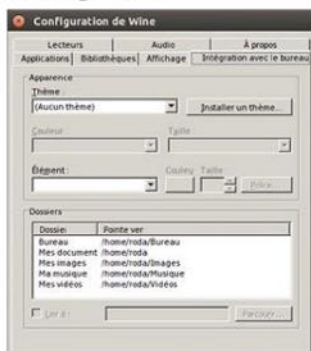 Configuration de Wine
Lecteurs Audio À propos
Applications Bibliothèques Affichage Intégration avec le bureau
Apparence
Thème :
(Aucun thème) Installer un thème...
Couleur : Taille :
Élément : Couleur Taille
Police...
Dossiers
Dossier Pointe ver
Bureau /home/roda/Bureau
Mes document /home/roda
Mes images /home/roda/Images
Ma musique /home/roda/Musique
Mes vidéos /home/roda/Vidéos
Lier à : Parcourir...